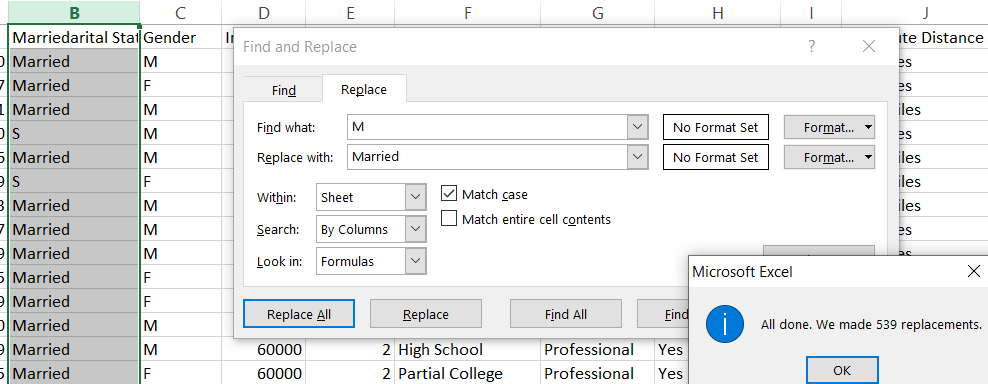 B C D E F G H I J
Marriedarital Stat Gender In ute Distance
Find and Replace ? ×
Married M es
Married F es
Married M iles
S M es
Married M iles
S F iles
Married M iles
Married M es
Married M es
Married F
Married F
Married M
Married M 60000 2 High School Professional Yes
Married F 60000 2 Partial College Professional Yes
Find Replace
Find what: M No Format Set Format...
Replace with: Married No Format Set Format...
Within: Sheet Match case
Match entire cell contents
Search: By Columns
Look in: Formulas
Replace All Replace Find All Find
Microsoft Excel ×
i All done. We made 539 replacements.
OK